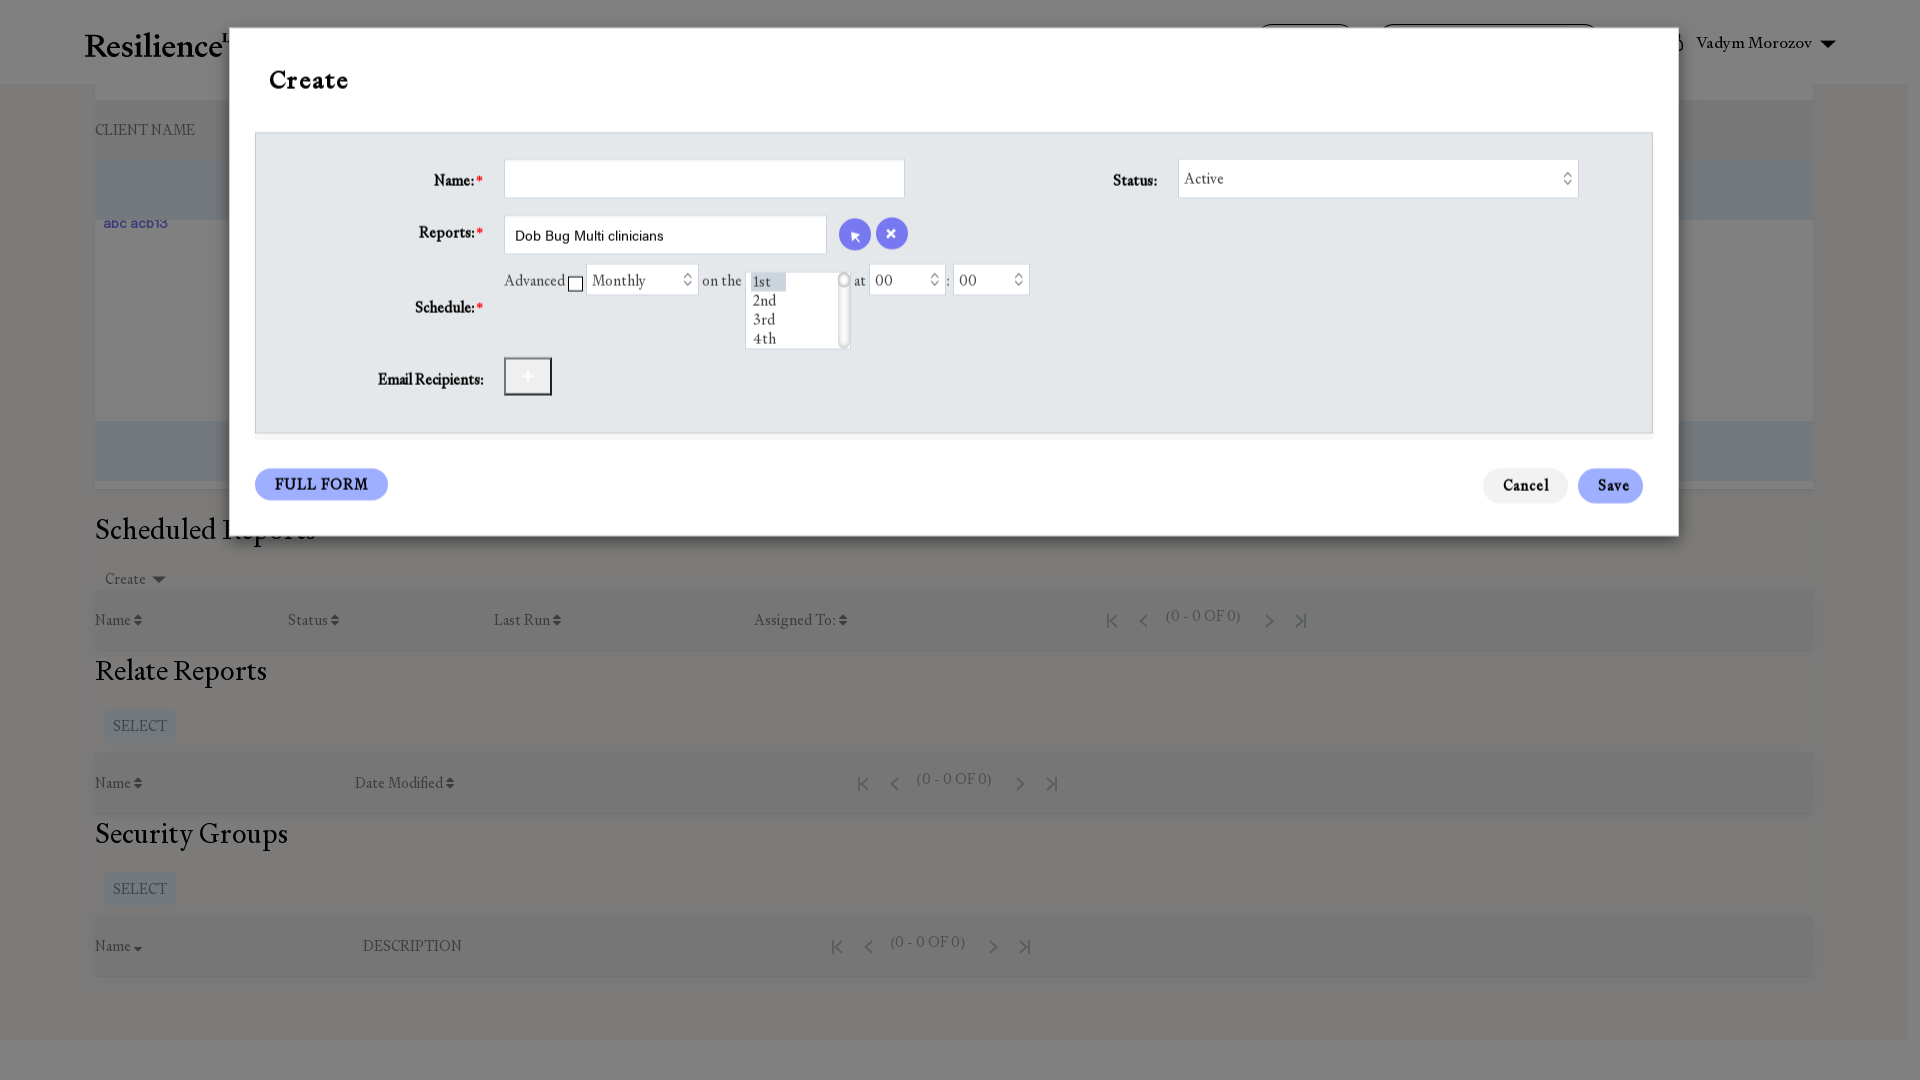 Resilience
Vadym Morozov
Create
CLIENT NAME
Name:*
Status:
Active
abc acb13
Reports:*
Dob Bug Multi clinicians
Schedule:*
Advanced Monthly on the 1st at 00 : 00
2nd
3rd
4th
Email Recipients:
+
FULL FORM
Cancel
Save
Scheduled Reports
Create
Name Status Last Run Assigned To: (0 - 0 OF 0)
Relate Reports
SELECT
Name Date Modified (0 - 0 OF 0)
Security Groups
SELECT
Name DESCRIPTION (0 - 0 OF 0)